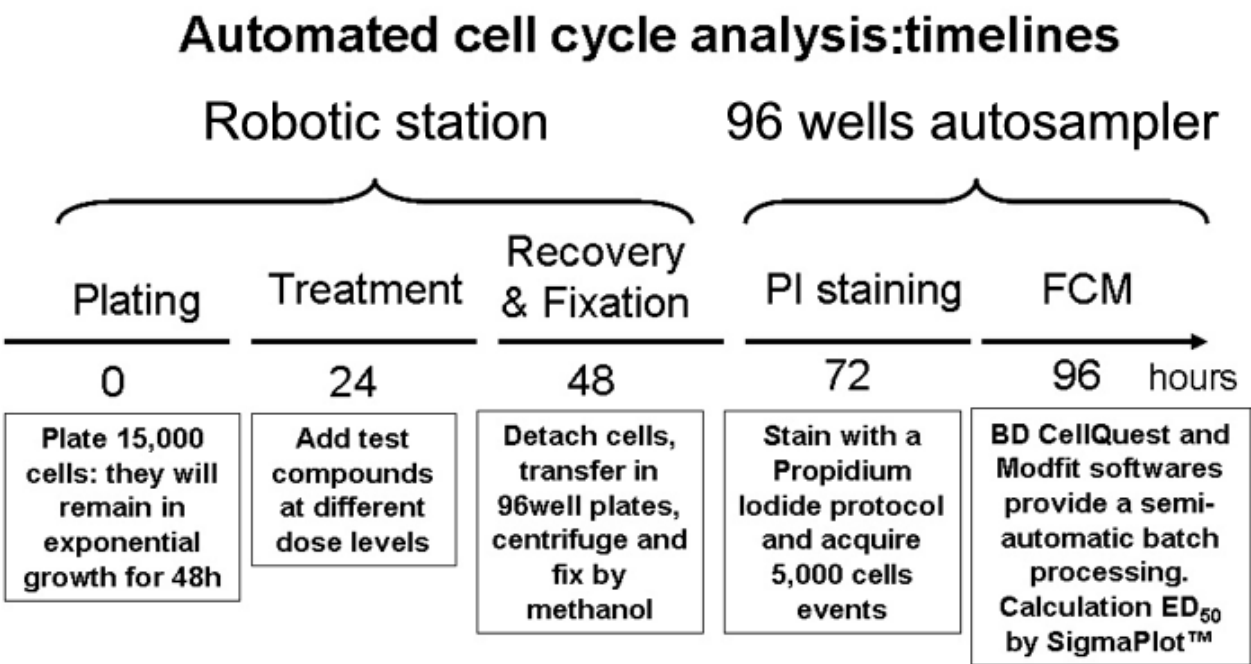 Automated cell cycle analysis:timelines
Robotic station
96 wells autosampler
Plating
Treatment
Recovery
& Fixation
PI staining
FCM
0
24
48
72
96
hours
Plate 15,000
cells: they will
remain in
exponential
growth for 48h
Add test
compounds
at different
dose levels
Detach cells,
transfer in
96well plates,
centrifuge and
fix by
methanol
Stain with a
Propidium
Iodide protocol
and acquire
5,000 cells
events
BD CellQuest and
Modfit softwares
provide a semi-
automatic batch
processing.
Calculation ED₅₀
by SigmaPlot™